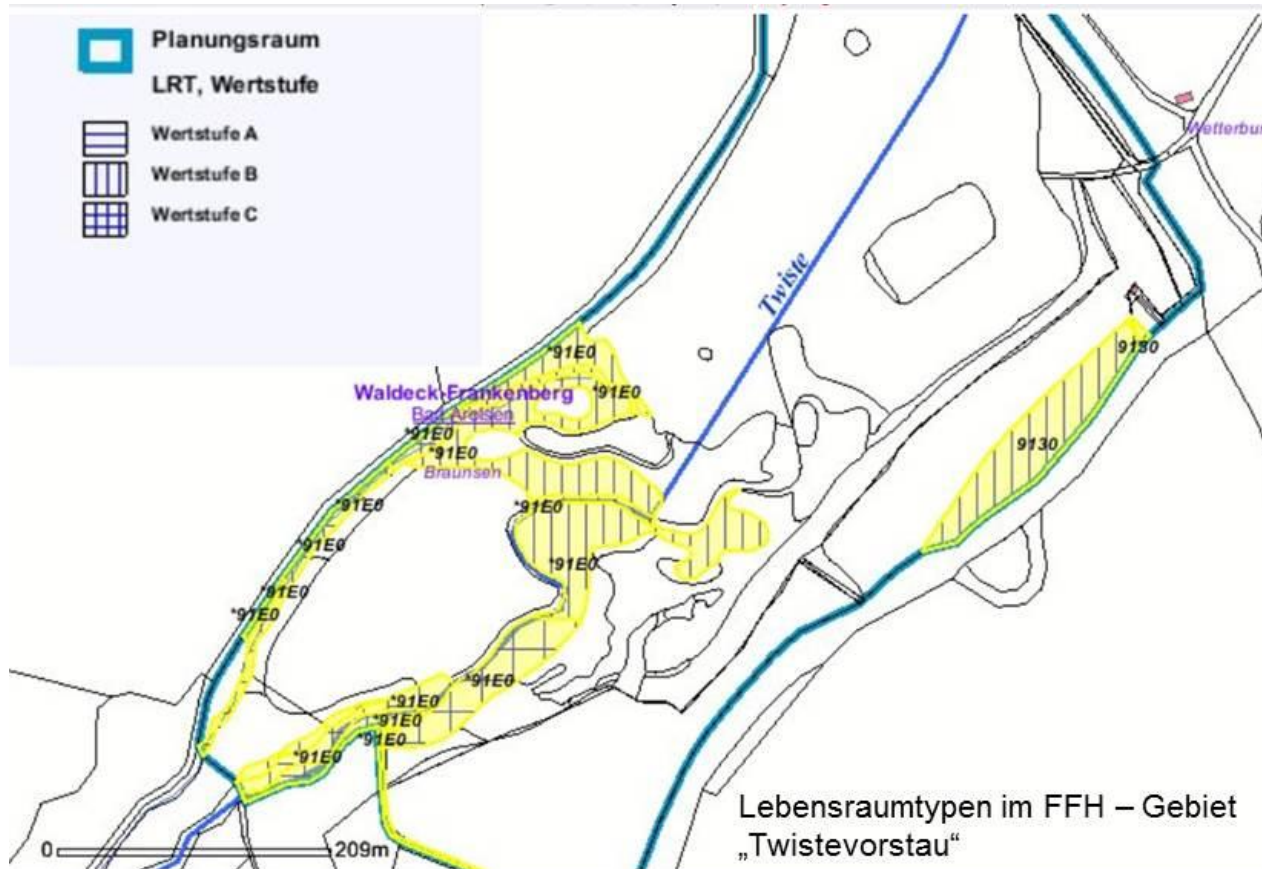 Planungsraum
LRT, Wertstufe
Wertstufe A
Wertstufe B
Wertstufe C
Twiste
*91E0
*91E0
Waldeck-Frankenberg
Bad Arolsen
*91E0
*91E0
Braunsen
*91E0
*91E0
*91E0
*91E0
*91E0
*91E0
*91E0
*91E0
*91E0
*91E0
*91E0
9130
9130
0
209m
Lebensraumtypen im FFH – Gebiet
„Twistevorstau“